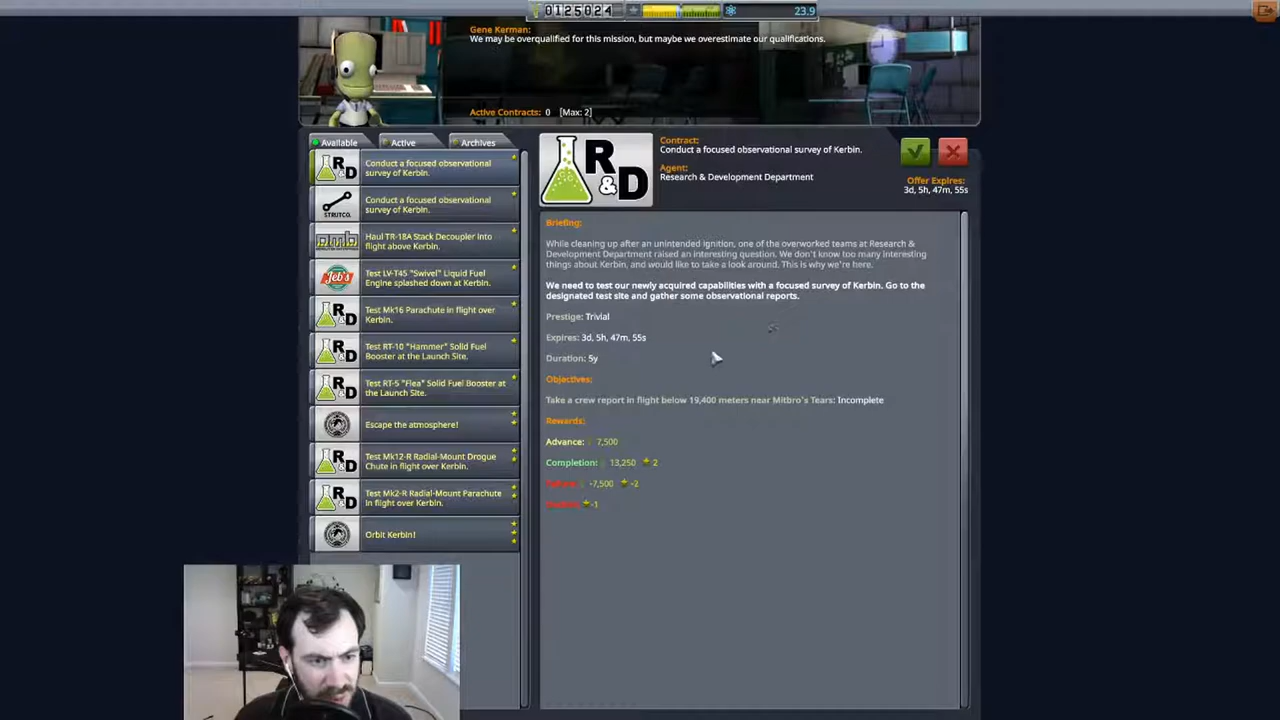 0125024
23.9
Gene Kerman:
We may be overqualified for this mission, but maybe we overestimate our qualifications.
Active Contracts: 0 [Max: 2]
Available
Active
Archives
R&D
Conduct a focused observational
survey of Kerbin.
STRUTCO.
Conduct a focused observational
survey of Kerbin.
Haul TR-18A Stack Decoupler into
flight above Kerbin.
Jeb's
Test LV-T45 "Swivel" Liquid Fuel
Engine splashed down at Kerbin.
R&D
Test Mk16 Parachute in flight over
Kerbin.
R&D
Test RT-10 "Hammer" Solid Fuel
Booster at the Launch Site.
R&D
Test RT-5 "Flea" Solid Fuel Booster at
the Launch Site.
Escape the atmosphere!
R&D
Test Mk12-R Radial-Mount Drogue
Chute in flight over Kerbin.
R&D
Test Mk2-R Radial-Mount Parachute
in flight over Kerbin.
Orbit Kerbin!
R&D
Contract:
Conduct a focused observational survey of Kerbin.
Agent:
Research & Development Department
Offer Expires:
3d, 5h, 47m, 55s
Briefing:
While cleaning up after an unintended ignition, one of the overworked teams at Research &
Development Department raised an interesting question. We don't know too many interesting
things about Kerbin, and would like to take a look around. This is why we're here.
We need to test our newly acquired capabilities with a focused survey of Kerbin. Go to the
designated test site and gather some observational reports.
Prestige: Trivial
Expires: 3d, 5h, 47m, 55s
Duration: 5y
Objectives:
Take a crew report in flight below 19,400 meters near Mitbro's Tears: Incomplete
Rewards:
Advance: 7,500
Completion: 13,250 2
-7,500 -2
-1